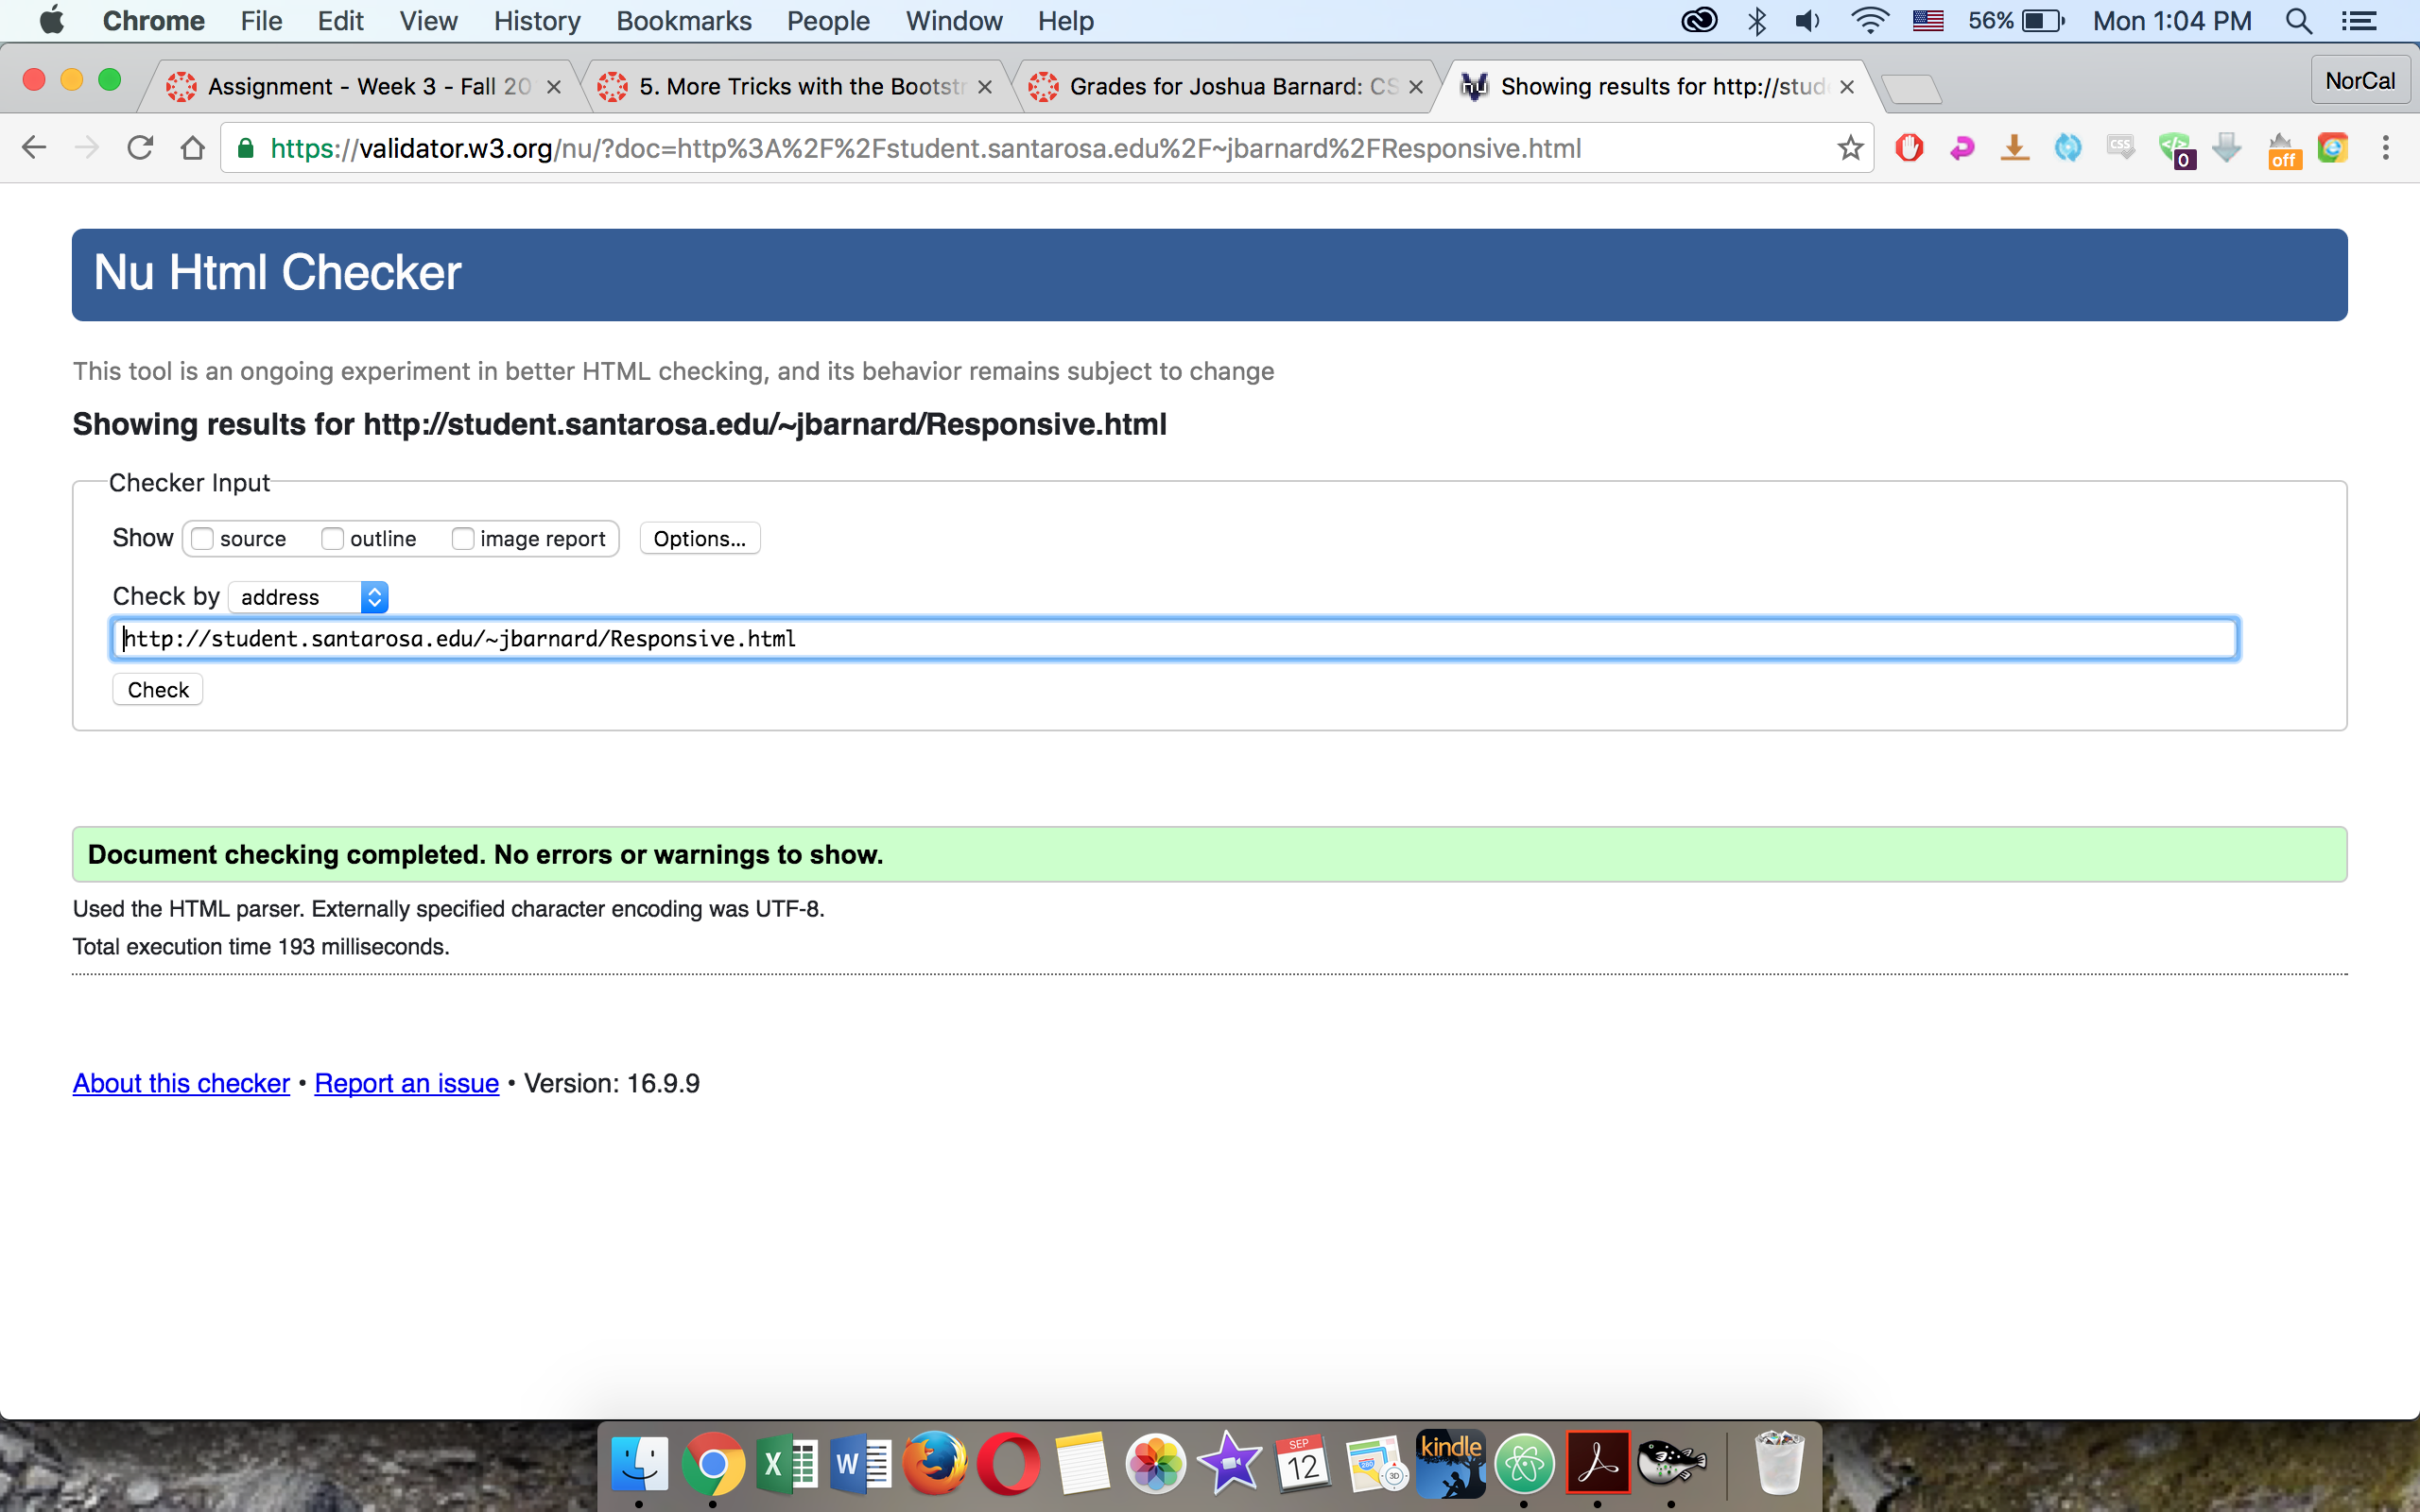 Chrome File Edit View History Bookmarks People Window Help 56% Mon 1:04 PM
Assignment - Week 3 - Fall 20 5. More Tricks with the Bootstr Grades for Joshua Barnard: CS Showing results for http://stud NorCal
https://validator.w3.org/nu/?doc=http%3A%2F%2Fstudent.santarosa.edu%2F~jbarnard%2FResponsive.html CSS 0 off
Nu Html Checker
This tool is an ongoing experiment in better HTML checking, and its behavior remains subject to change
Showing results for http://student.santarosa.edu/~jbarnard/Responsive.html
Checker Input
Show source outline image report Options...
Check by address
http://student.santarosa.edu/~jbarnard/Responsive.html
Check
Document checking completed. No errors or warnings to show.
Used the HTML parser. Externally specified character encoding was UTF-8.
Total execution time 193 milliseconds.
About this checker • Report an issue • Version: 16.9.9
X W SEP 12 280 3D kindle